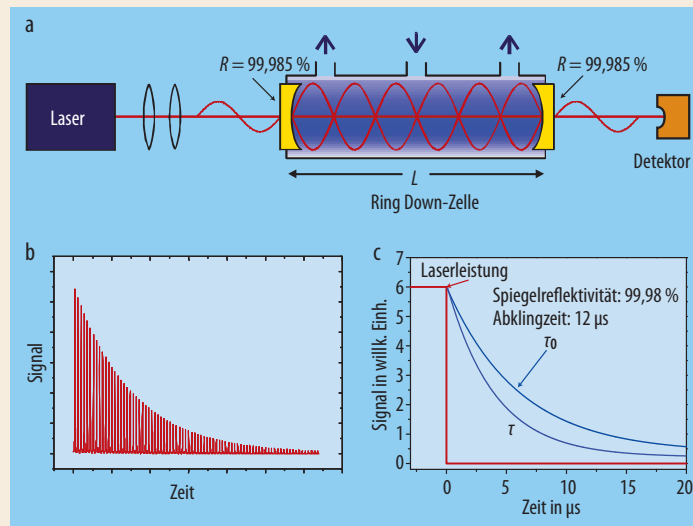 a
R = 99,985 %
R = 99,985 %
Laser
Detektor
L
Ring Down-Zelle
b
Signal
Zeit
c
7
6
5
4
3
2
1
0
Signal in willk. Einh.
Laserleistung
Spiegelreflektivität: 99,98 %
Abklingzeit: 12 µs
τ0
τ
0
5
10
15
20
Zeit in µs